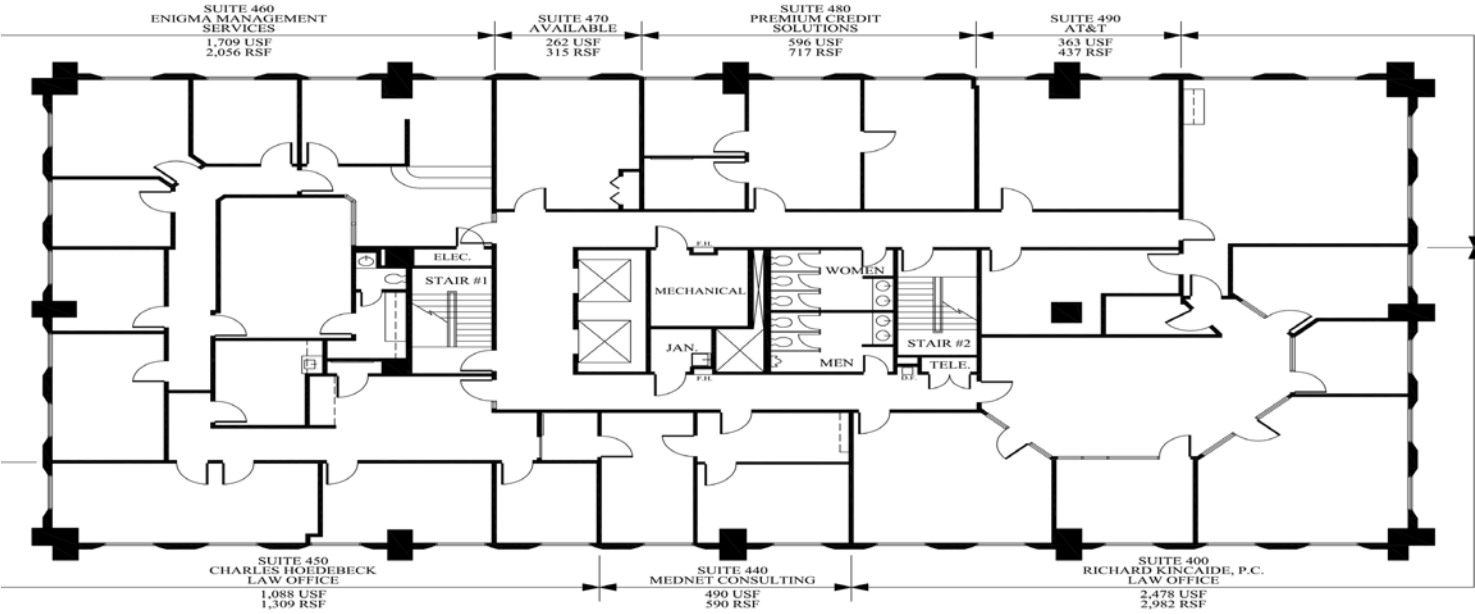 SUITE 460
ENIGMA MANAGEMENT
SERVICES
1,709 USF
2,056 RSF
SUITE 470
AVAILABLE
262 USF
315 RSF
SUITE 480
PREMIUM CREDIT
SOLUTIONS
596 USF
717 RSF
SUITE 490
AT&T
363 USF
437 RSF
F.H.
ELEC.
STAIR #1
MECHANICAL
WOMEN
JAN.
MEN
STAIR #2
TELE.
F.H.
D.F.
SUITE 450
CHARLES HOEDEBECK
LAW OFFICE
1,088 USF
1,309 RSF
SUITE 440
MEDNET CONSULTING
490 USF
590 RSF
SUITE 400
RICHARD KINCAIDE, P.C.
LAW OFFICE
2,478 USF
2,982 RSF